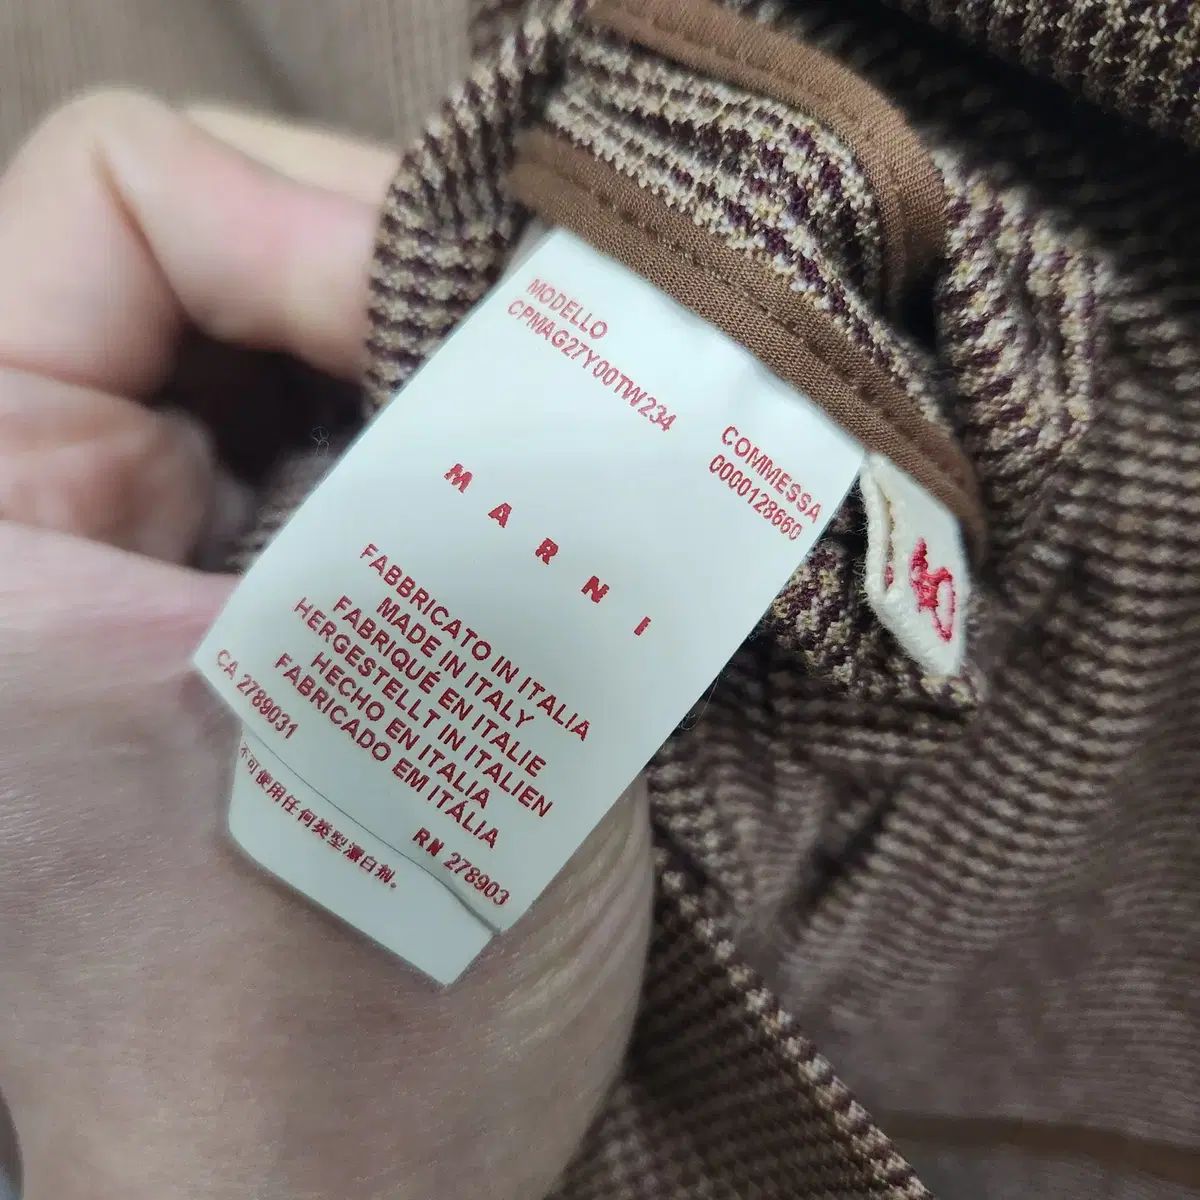 MODELLO
CPMAG27Y00TW234
COMMESSA
0000128660
MARNI
FABBRICATO IN ITALIA
MADE IN ITALY
FABRIQUÉ EN ITALIE
HERGESTELLT IN ITALIEN
HECHO EN ITALIA
FABRICADO EM ITÁLIA
CA 2789031
RN 278903
不可使用任何类型漂白剂。